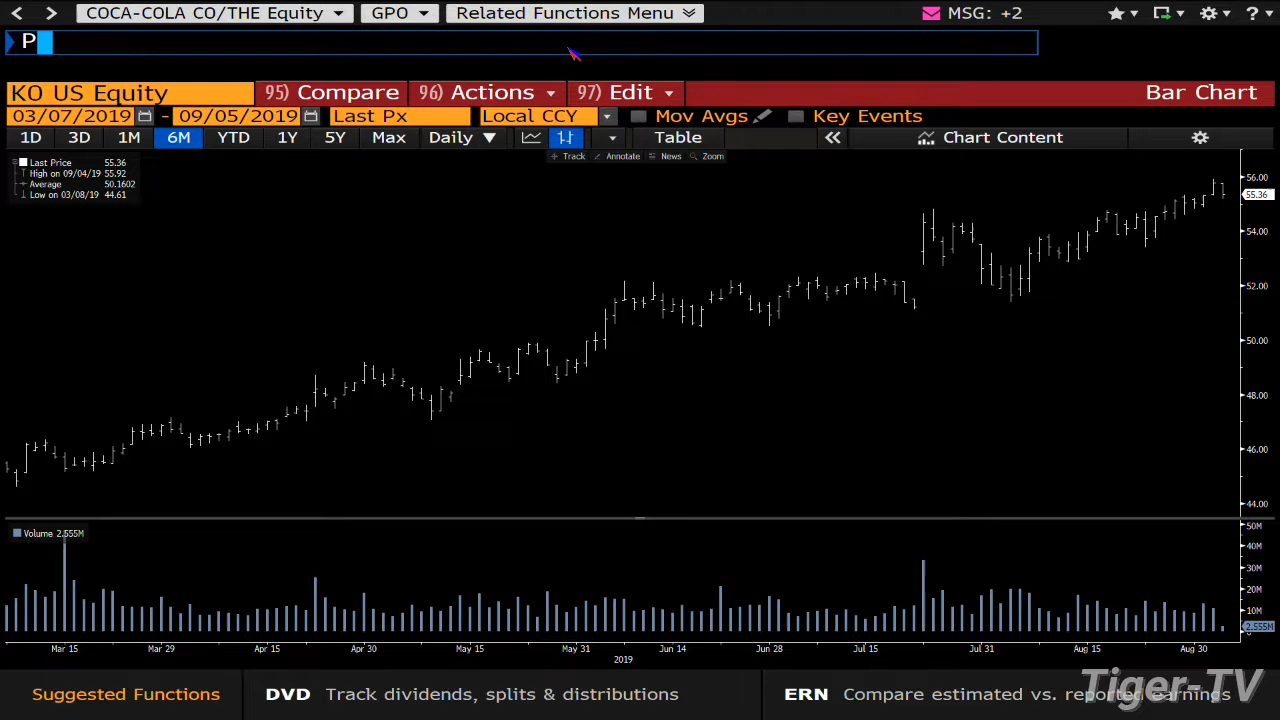 COCA-COLA CO/THE Equity GPO Related Functions Menu MSG: +2 ?
P
KO US Equity 95) Compare 96) Actions 97) Edit Bar Chart
03/07/2019 - 09/05/2019 Last Px Local CCY Mov Avgs Key Events
1D 3D 1M 6M YTD 1Y 5Y Max Daily Table Chart Content
Track Annotate News Zoom
Last Price 55.36
High on 09/04/19 55.92
Average 50.1602
Low on 03/08/19 44.61
56.00
55.36
54.00
52.00
50.00
48.00
46.00
44.00
Volume 2.555M
50M
40M
30M
20M
10M
2.555M
0
Mar 15 Mar 29 Apr 15 Apr 30 May 15 May 31 Jun 14 Jun 28 Jul 15 Jul 31 Aug 15 Aug 30
2019
Suggested Functions DVD Track dividends, splits & distributions ERN Compare estimated vs. reported earnings
Tiger-TV